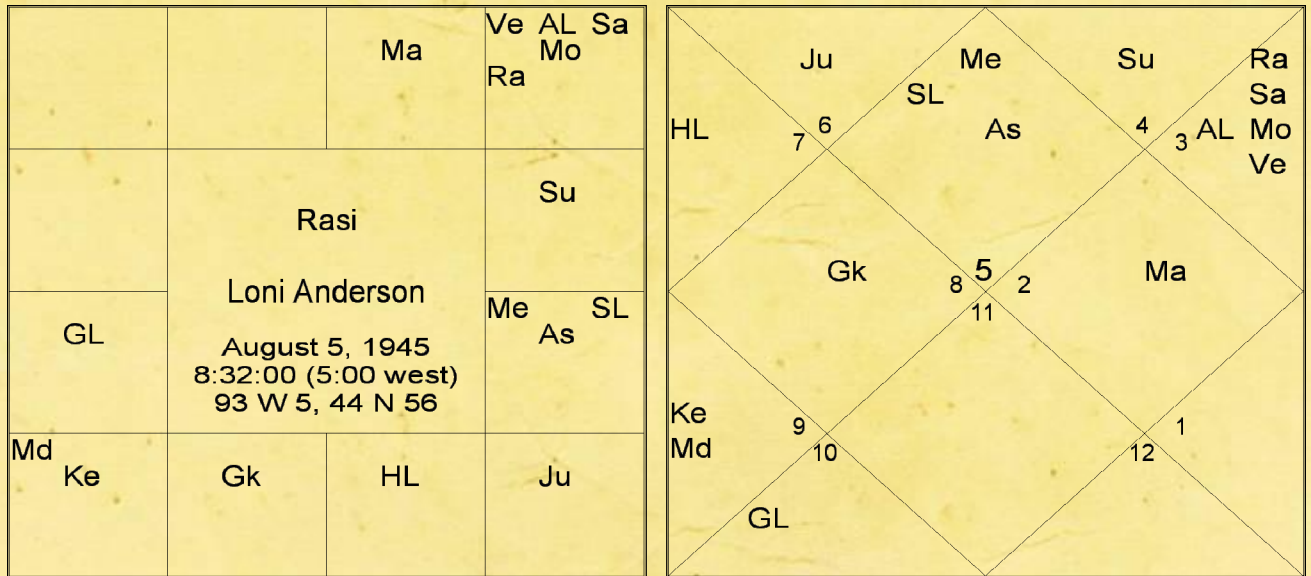 Ma
Ve AL Sa
Mo
Ra
Rasi
Loni Anderson
August 5, 1945
8:32:00 (5:00 west)
93 W 5, 44 N 56
Su
GL
Me SL
As
Md
Ke
Gk
HL
Ju
Ju
Me
Su
Ra
SL
Sa
HL
7
6
As
4
3
AL
Mo
Ve
Gk
8
5
2
Ma
11
Ke
9
1
Md
10
12
GL